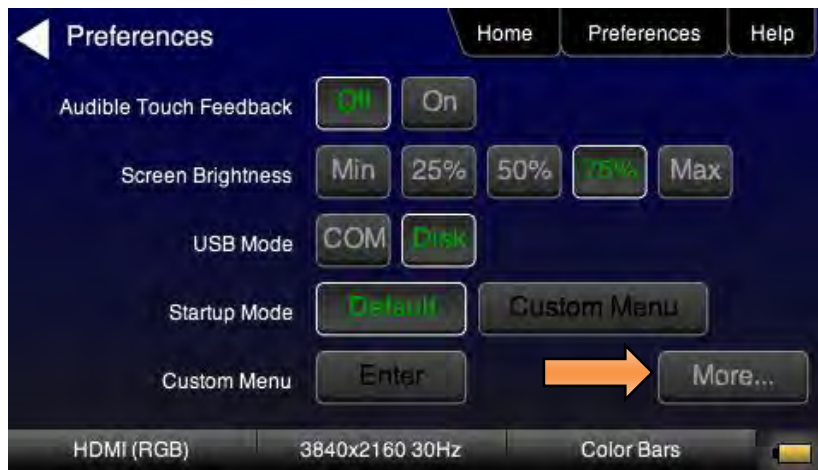 Preferences Home Preferences Help
Audible Touch Feedback Off On
Screen Brightness Min 25% 50% 75% Max
USB Mode COM Disk
Startup Mode Default Custom Menu
Custom Menu Enter More...
HDMI (RGB) 3840x2160 30Hz Color Bars